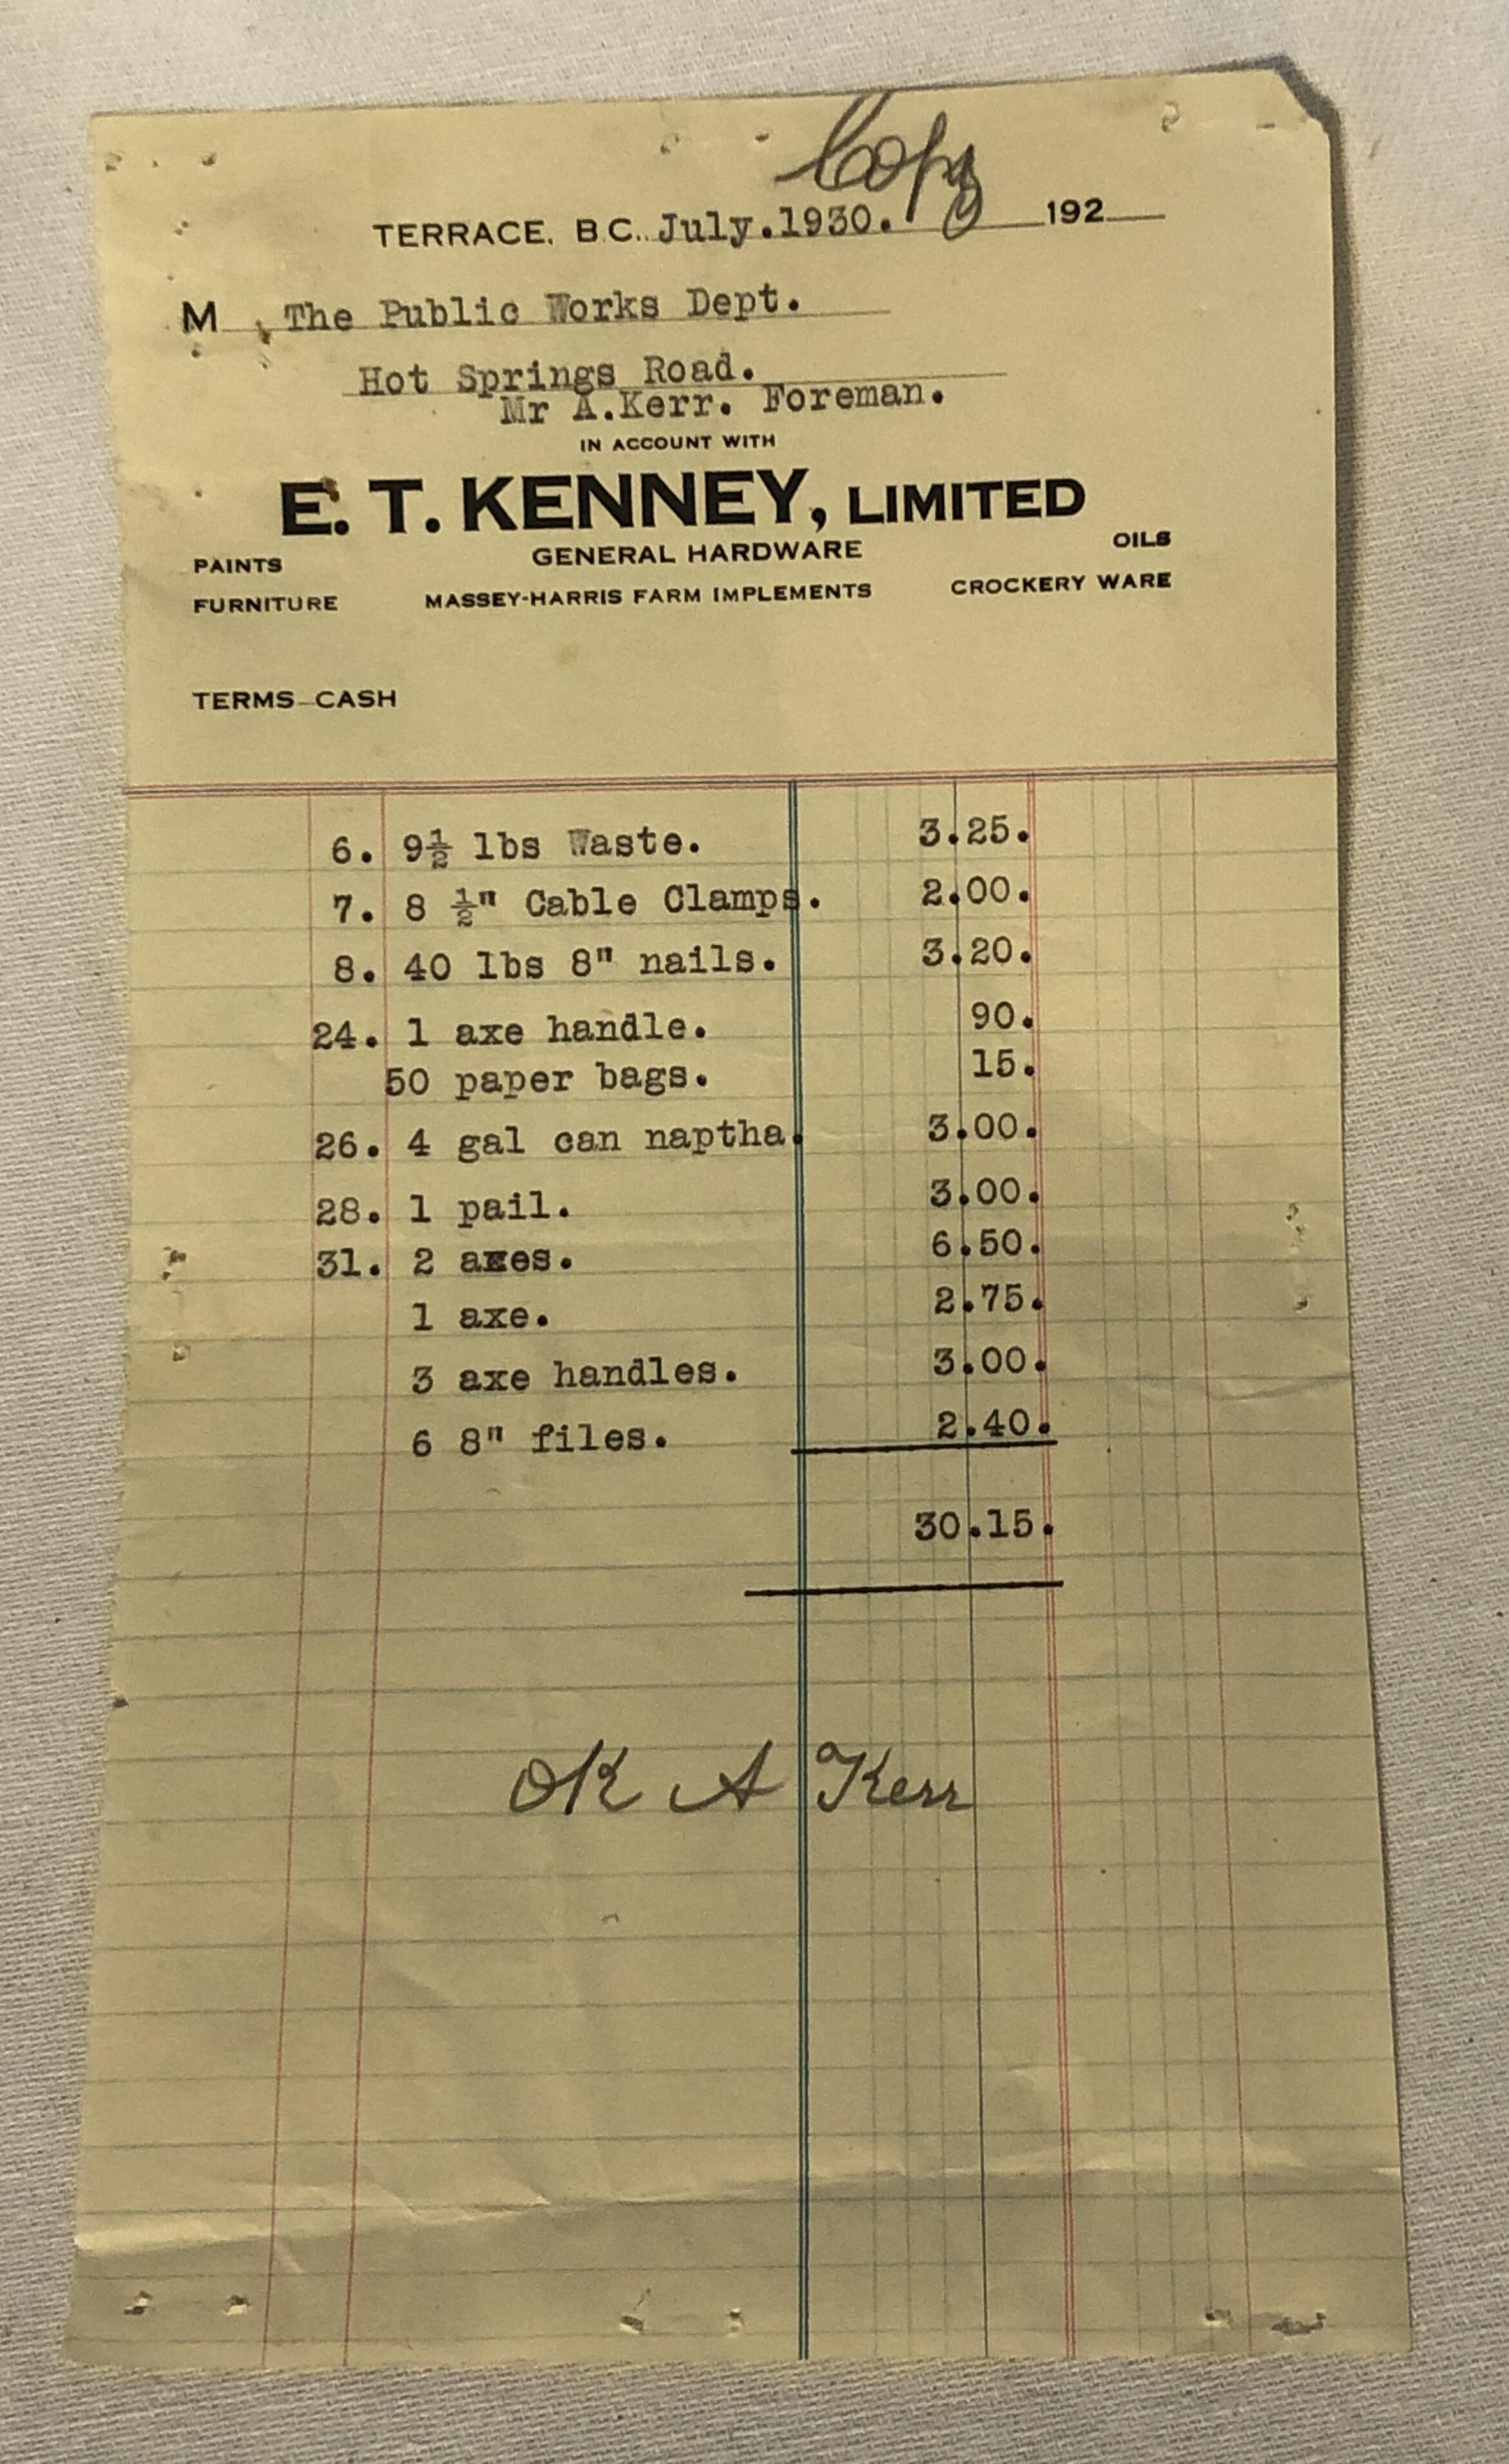 Copy
TERRACE, B.C. July.1930. 192
M The Public Works Dept.
Hot Springs Road.
Mr A.Kerr. Foreman.
IN ACCOUNT WITH
E. T. KENNEY, LIMITED
PAINTS GENERAL HARDWARE OILS
FURNITURE MASSEY-HARRIS FARM IMPLEMENTS CROCKERY WARE
TERMS-CASH
6. 9½ lbs Waste. 3.25.
7. 8 ½" Cable Clamps. 2.00.
8. 40 lbs 8" nails. 3.20.
24. 1 axe handle. 90.
50 paper bags. 15.
26. 4 gal can naptha. 3.00.
28. 1 pail. 3.00.
31. 2 axes. 6.50.
1 axe. 2.75.
3 axe handles. 3.00.
6 8" files. 2.40.
30.15.
OK A Kerr